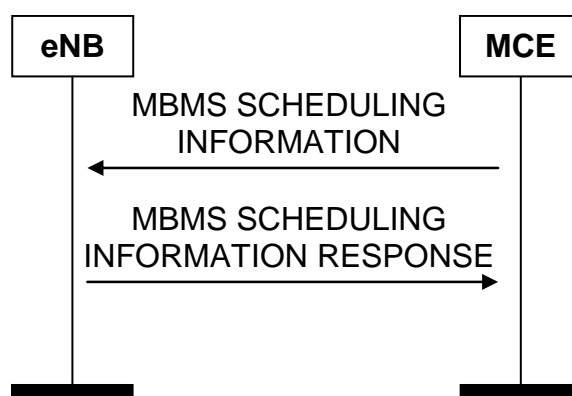 eNB
MCE
MBMS SCHEDULING
INFORMATION
MBMS SCHEDULING
INFORMATION RESPONSE